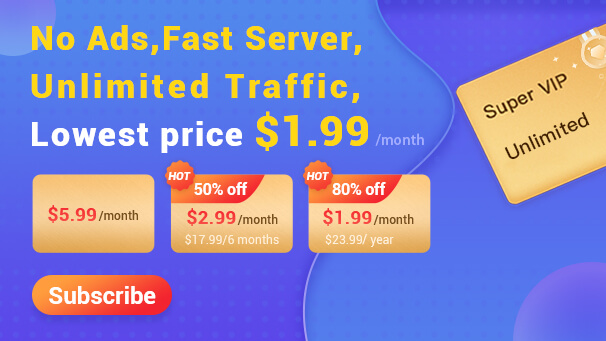 No Ads,Fast Server,
Unlimited Traffic,
Lowest price $1.99 /month
Super VIP
Unlimited
HOT
50% off
HOT
80% off
$5.99/month
$2.99/month
$1.99/month
$17.99/6 months
$23.99/ year
Subscribe